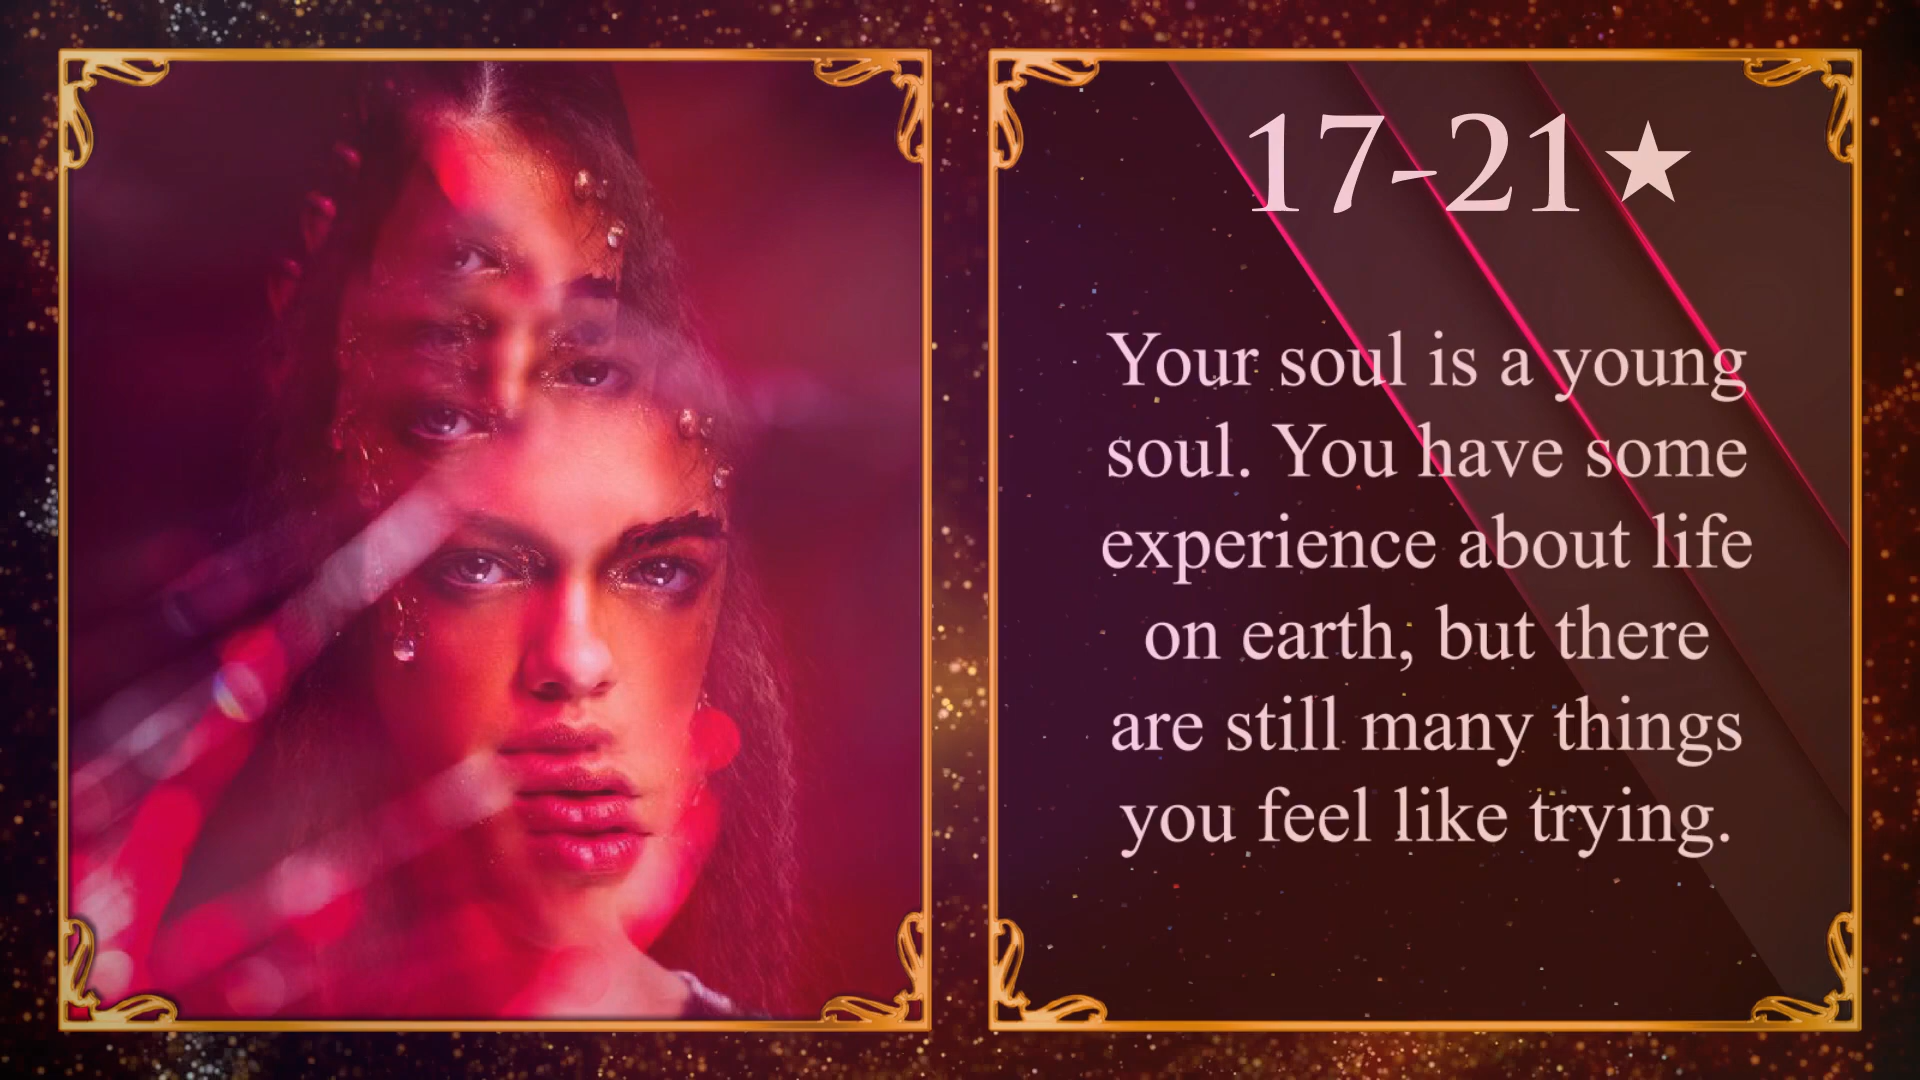 17-21★
Your soul is a young
soul. You have some
experience about life
on earth, but there
are still many things
you feel like trying.